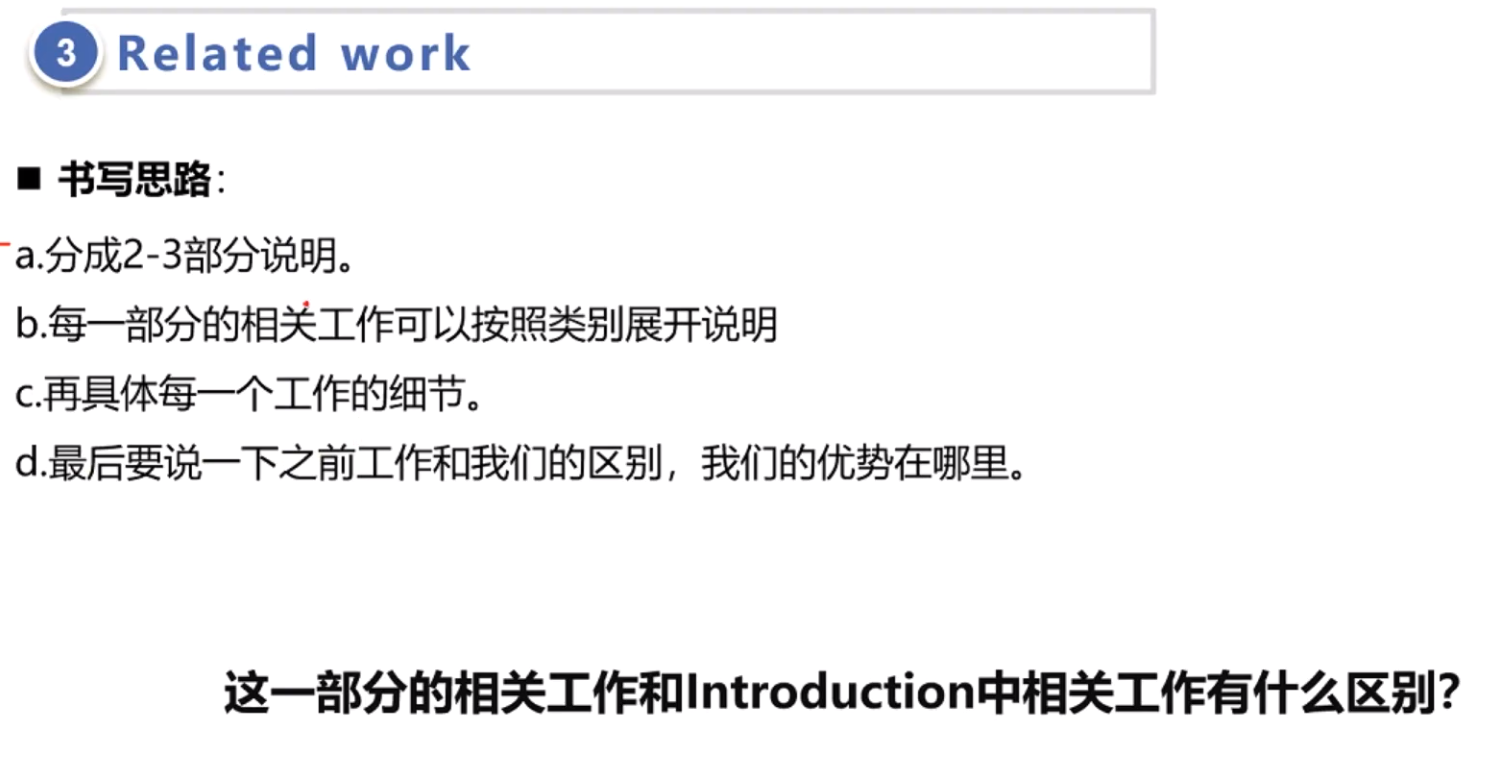 3 Related work
■ 书写思路:
a.分成2-3部分说明。
b.每一部分的相关工作可以按照类别展开说明
c.再具体每一个工作的细节。
d.最后要说一下之前工作和我们的区别，我们的优势在哪里。
这一部分的相关工作和Introduction中相关工作有什么区别?